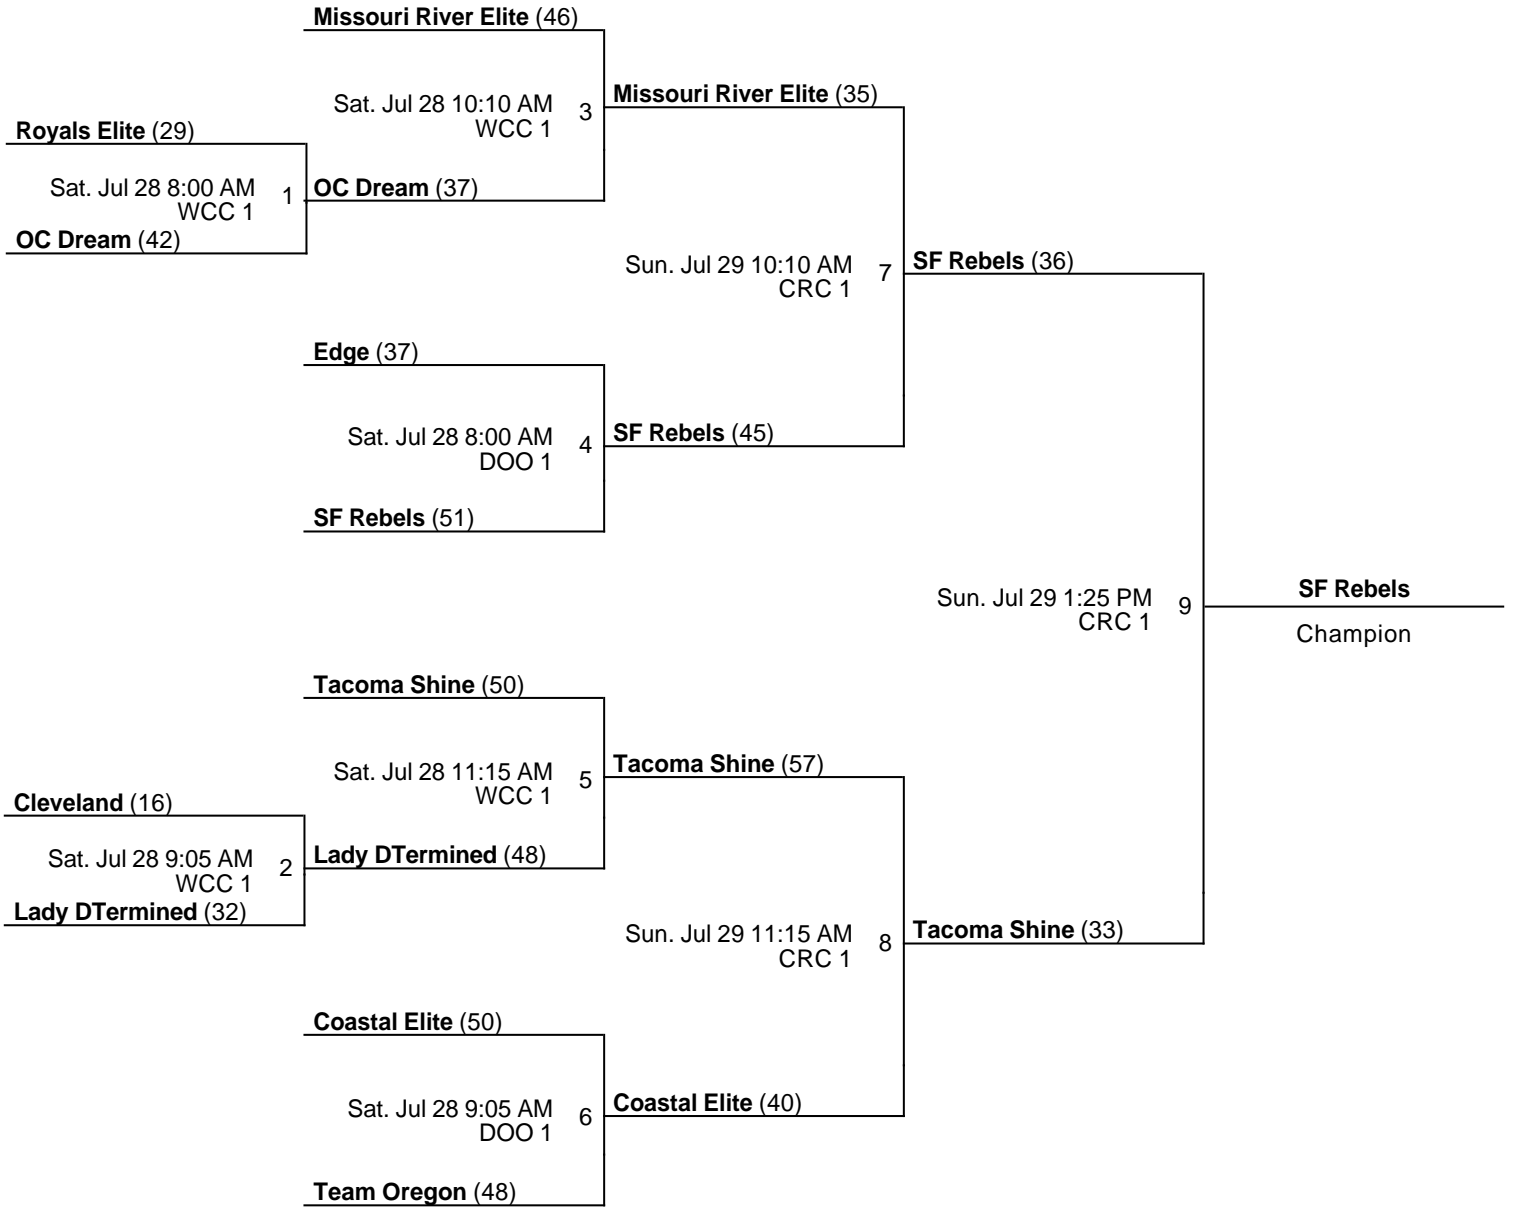 Missouri River Elite (46)
Sat. Jul 28 10:10 AM
WCC 1
3
Missouri River Elite (35)
Royals Elite (29)
Sat. Jul 28 8:00 AM
WCC 1
1
OC Dream (37)
OC Dream (42)
Sun. Jul 29 10:10 AM
CRC 1
7
SF Rebels (36)
Edge (37)
Sat. Jul 28 8:00 AM
DOO 1
4
SF Rebels (45)
SF Rebels (51)
Sun. Jul 29 1:25 PM
CRC 1
9
SF Rebels
Champion
Tacoma Shine (50)
Sat. Jul 28 11:15 AM
WCC 1
5
Tacoma Shine (57)
Cleveland (16)
Sat. Jul 28 9:05 AM
WCC 1
2
Lady DTermined (48)
Lady DTermined (32)
Sun. Jul 29 11:15 AM
CRC 1
8
Tacoma Shine (33)
Coastal Elite (50)
Sat. Jul 28 9:05 AM
DOO 1
6
Coastal Elite (40)
Team Oregon (48)